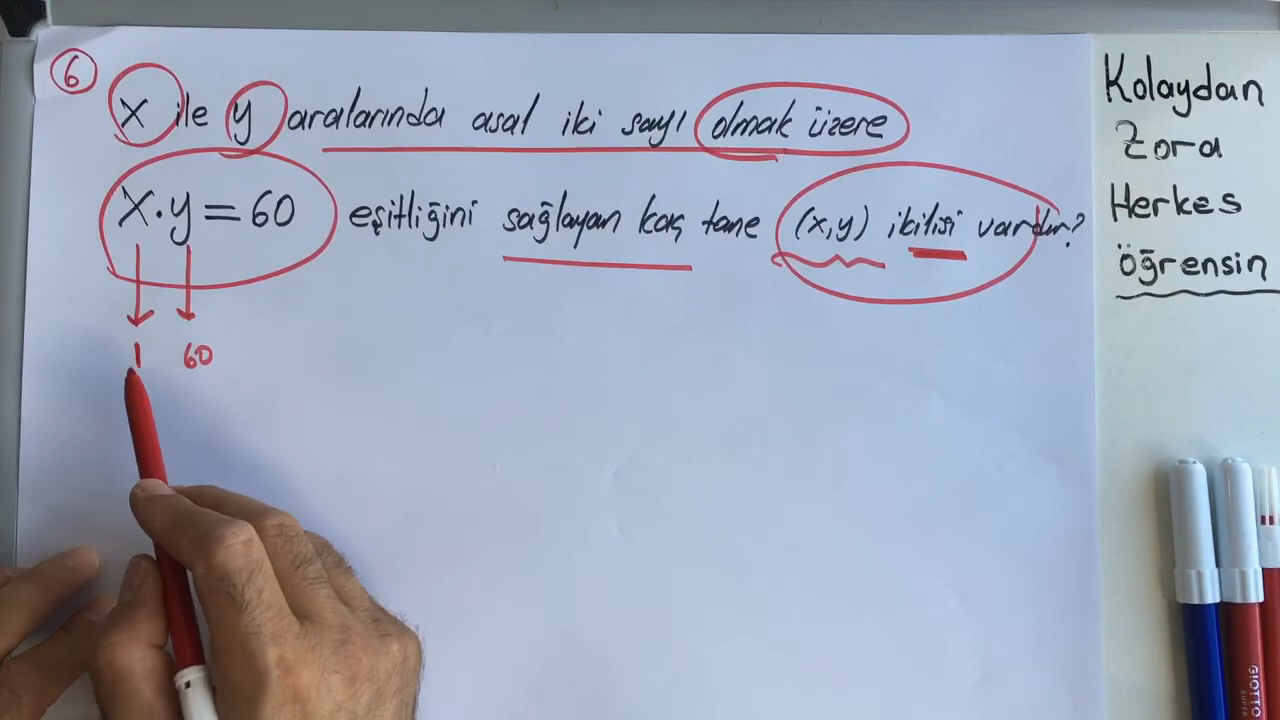 6 x ile y aralarında asal iki sayı olmak üzere
x.y=60 eşitliğini sağlayan kaç tane (x,y) ikilisi vardır?
1 60
Kolaydan
Zora
Herkes
Öğrensin
GIOTTO
SUPER